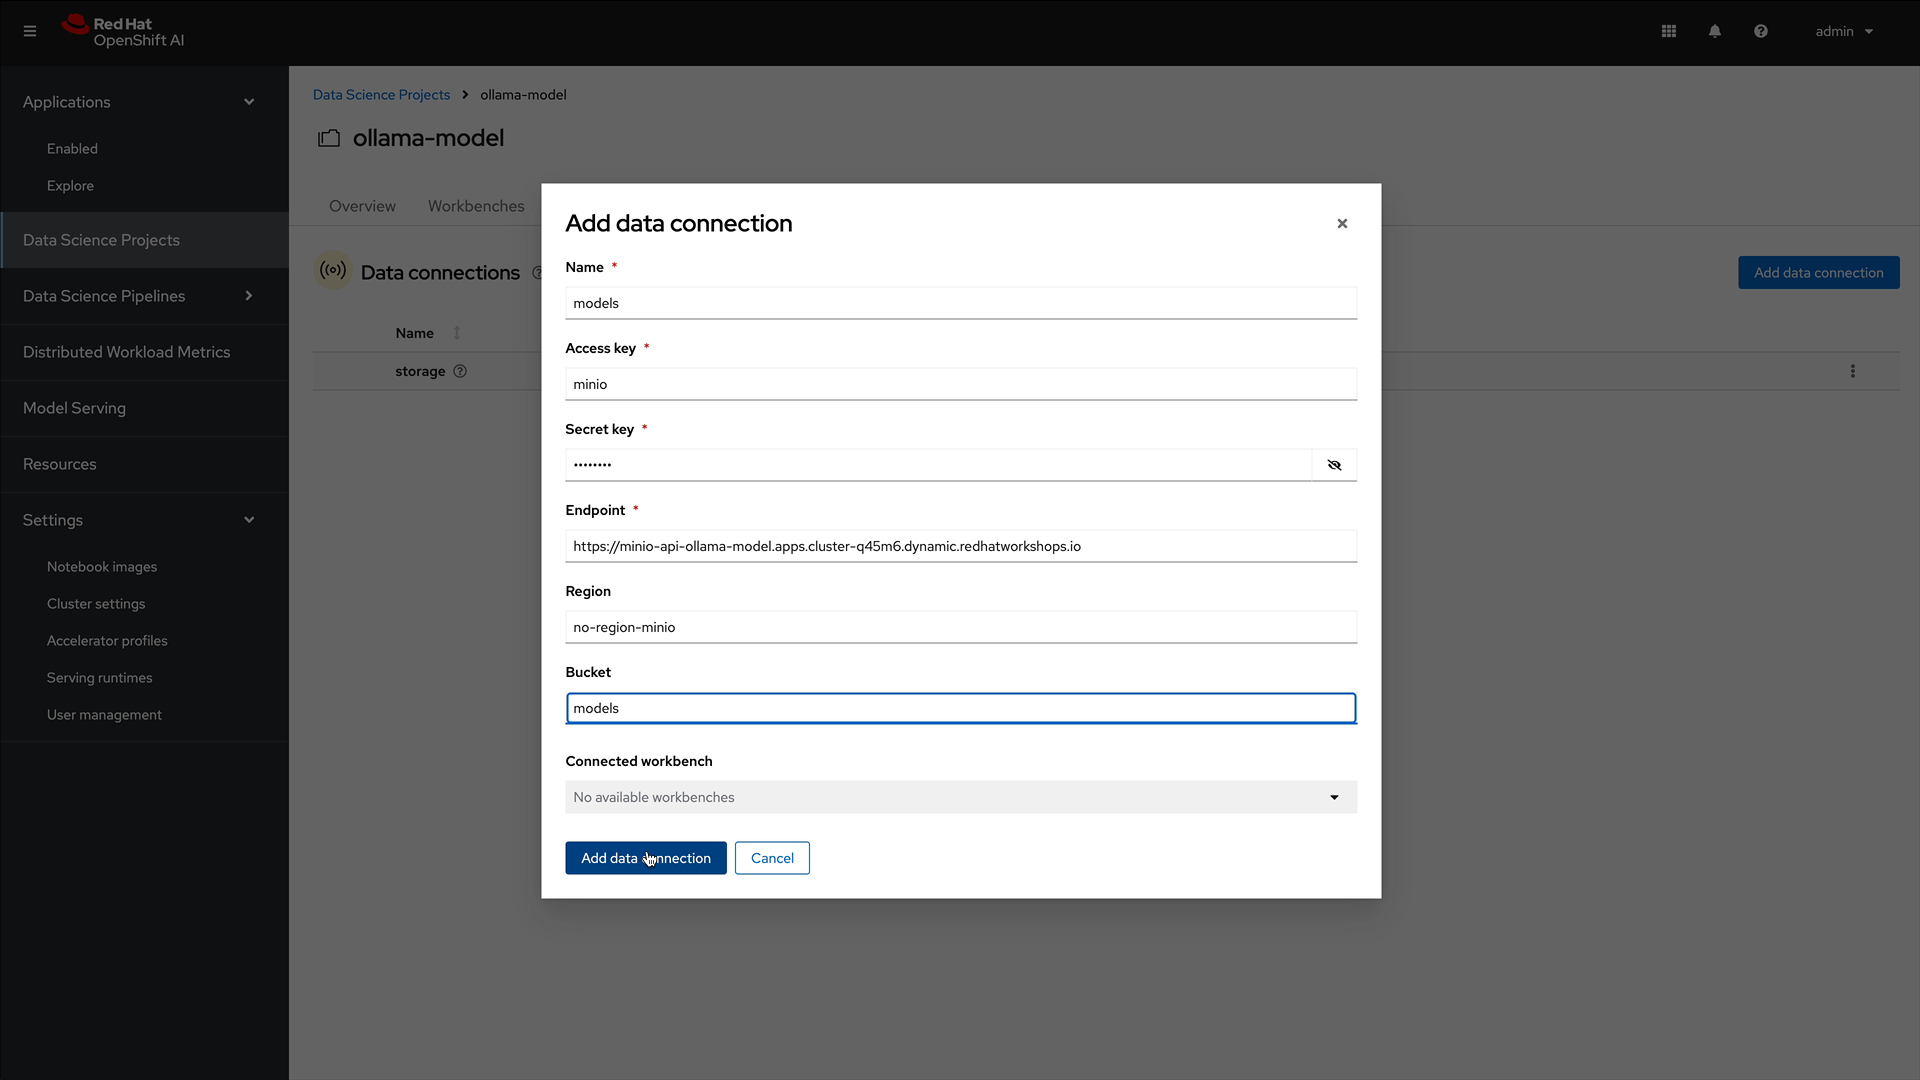 Red Hat
OpenShift AI
admin
Applications
Enabled
Explore
Data Science Projects
Data Science Pipelines
Distributed Workload Metrics
Model Serving
Resources
Settings
Notebook images
Cluster settings
Accelerator profiles
Serving runtimes
User management
Data Science Projects > ollama-model
ollama-model
Overview Workbenches
Data connections
Add data connection
Name
storage
Add data connection
Name *
models
Access key *
minio
Secret key *
••••••••
Endpoint *
https://minio-api-ollama-model.apps.cluster-q45m6.dynamic.redhatworkshops.io
Region
no-region-minio
Bucket
models
Connected workbench
No available workbenches
Add data connection Cancel